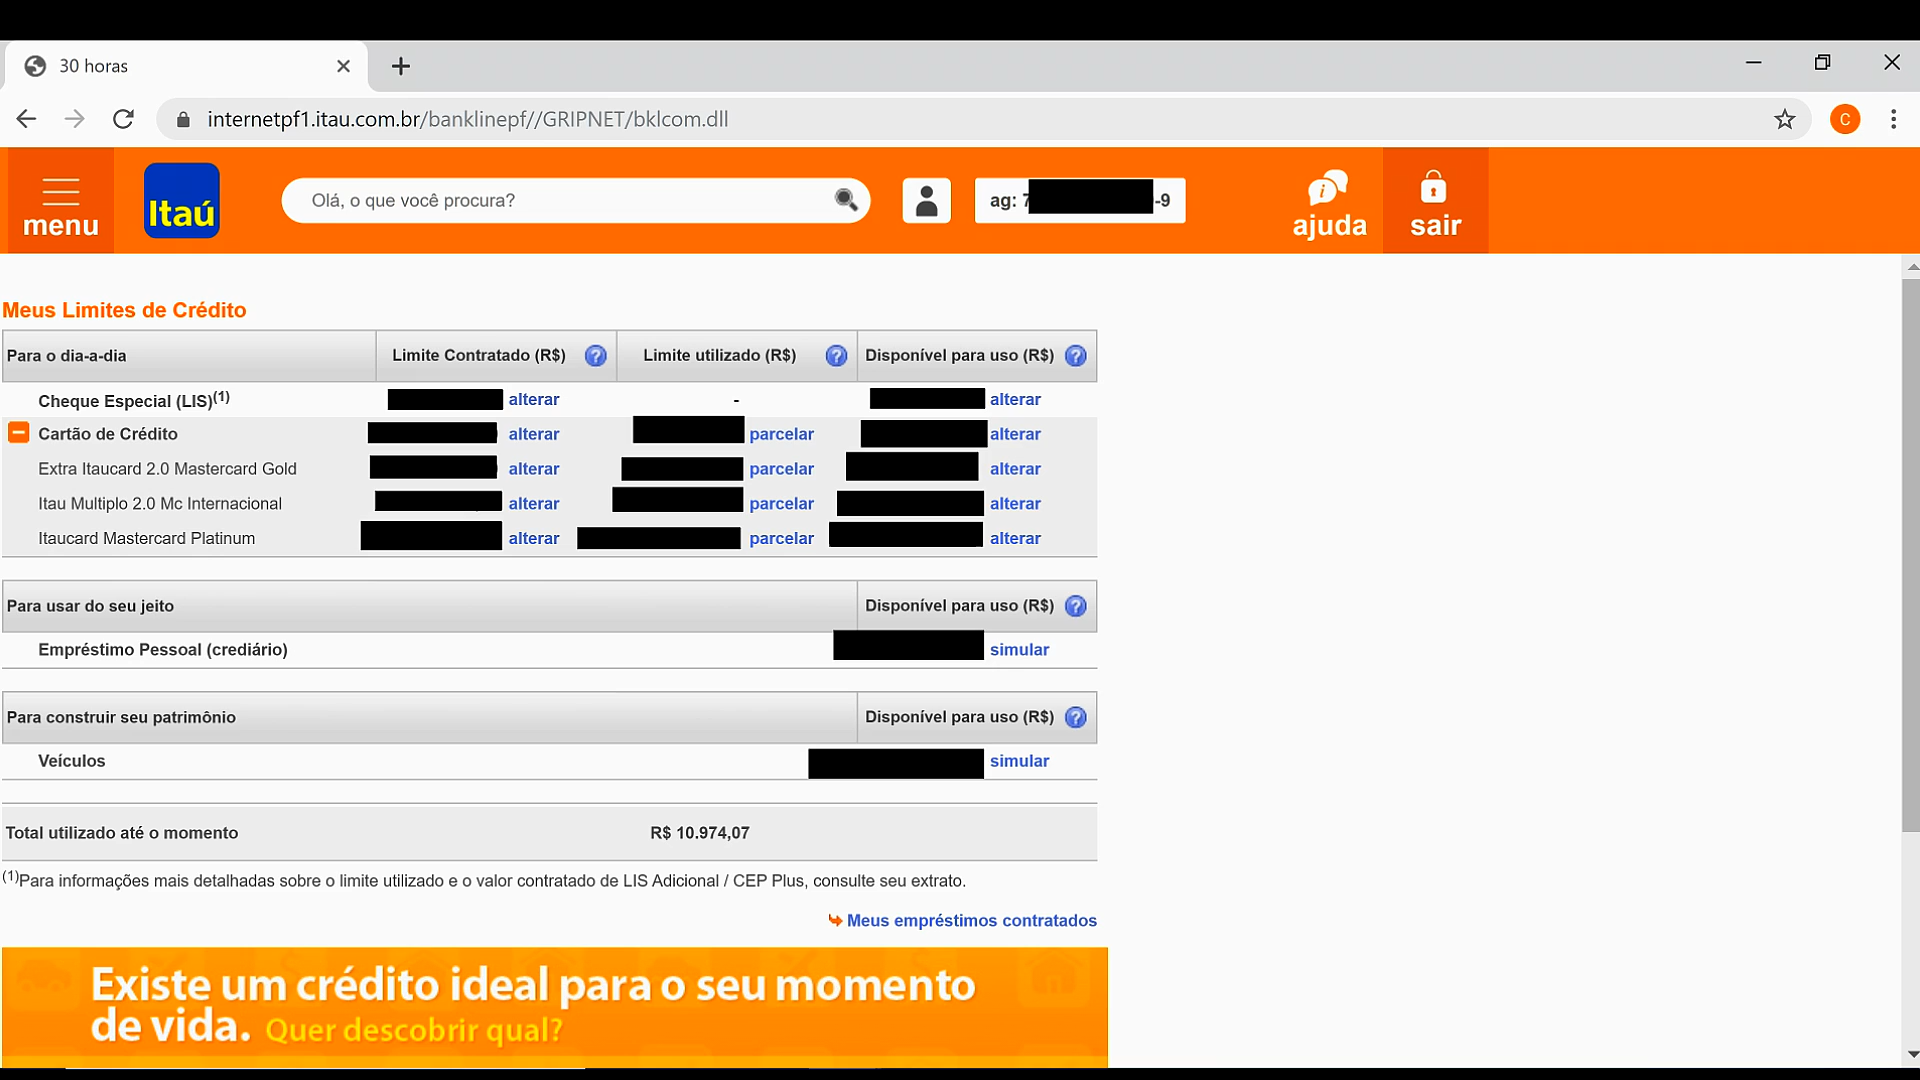 30 horas
internetpf1.itau.com.br/banklinepf//GRIPNET/bklcom.dll
C
menu
Itaú
Olá, o que você procura?
ag: 7 -9
ajuda
sair
Meus Limites de Crédito
Para o dia-a-dia Limite Contratado (R$) ? Limite utilizado (R$) ? Disponível para uso (R$) ?
Cheque Especial (LIS)(1) alterar - alterar
Cartão de Crédito alterar parcelar alterar
Extra Itaucard 2.0 Mastercard Gold alterar parcelar alterar
Itau Multiplo 2.0 Mc Internacional alterar parcelar alterar
Itaucard Mastercard Platinum alterar parcelar alterar
Para usar do seu jeito Disponível para uso (R$) ?
Empréstimo Pessoal (crediário) simular
Para construir seu patrimônio Disponível para uso (R$) ?
Veículos simular
Total utilizado até o momento R$ 10.974,07
(1)Para informações mais detalhadas sobre o limite utilizado e o valor contratado de LIS Adicional / CEP Plus, consulte seu extrato.
Meus empréstimos contratados
Existe um crédito ideal para o seu momento
de vida. Quer descobrir qual?